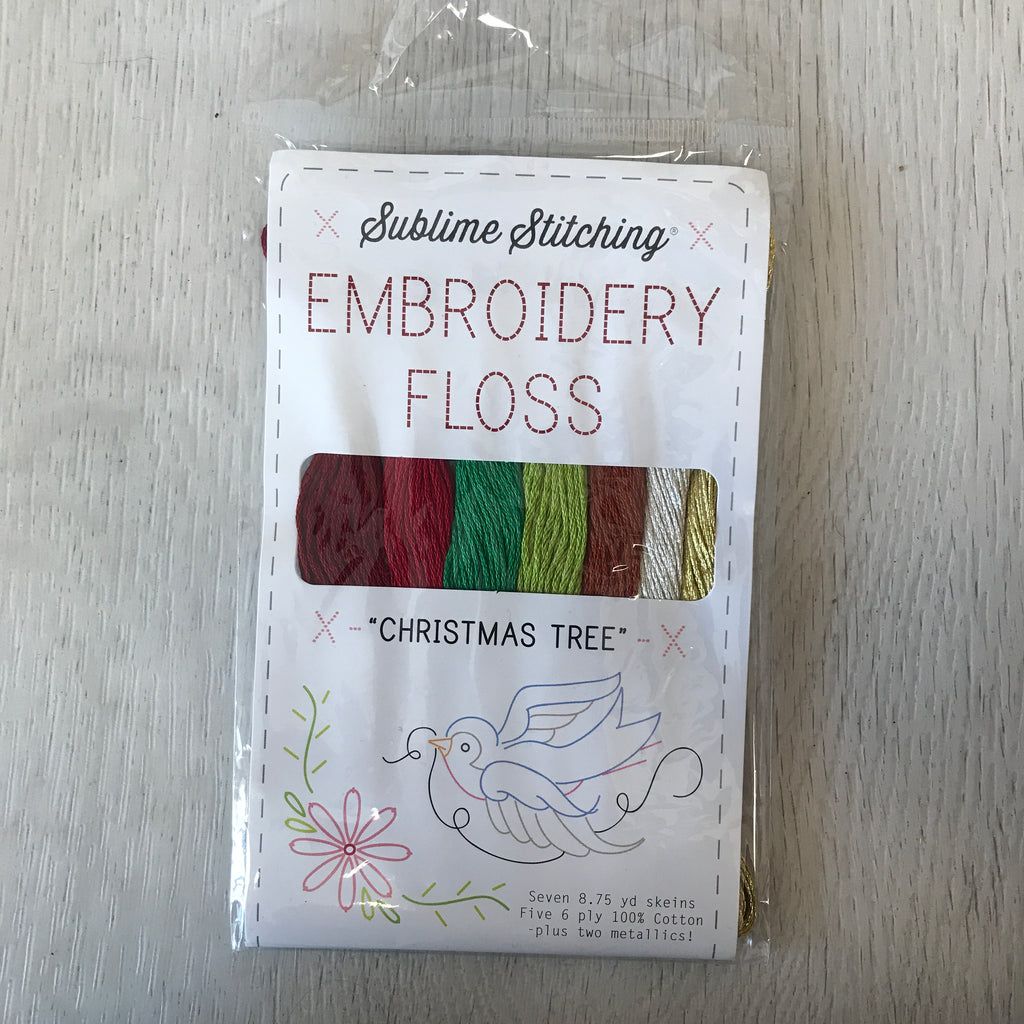 X Sublime Stitching® X
EMBROIDERY
FLOSS
X - “CHRISTMAS TREE” - X
Seven 8.75 yd skeins
Five 6 ply 100% Cotton
-plus two metallics!